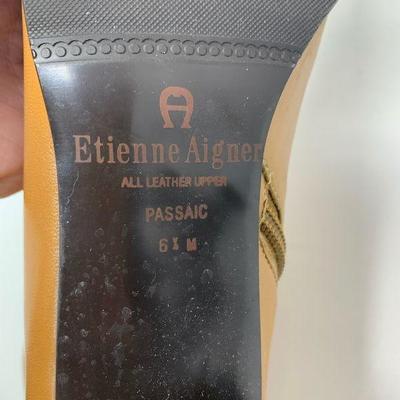 A
Etienne Aigner
ALL LEATHER UPPER
PASSAIC
6½ M